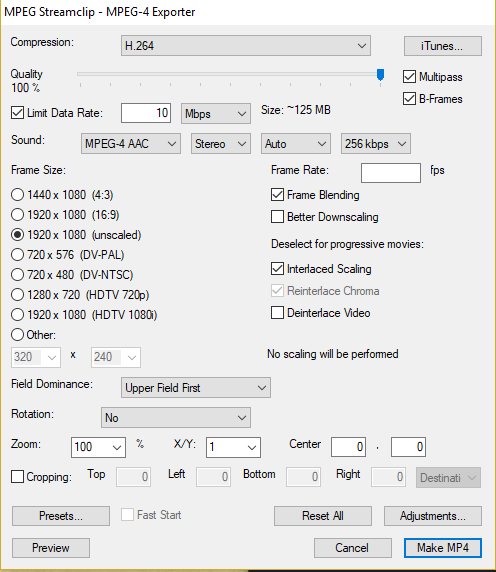 MPEG Streamclip - MPEG-4 Exporter
Compression: H.264 iTunes...
Quality
100 % Multipass
B-Frames
Limit Data Rate: 10 Mbps Size: ~125 MB
Sound: MPEG-4 AAC Stereo Auto 256 kbps
Frame Size: Frame Rate: fps
1440 x 1080 (4:3) Frame Blending
1920 x 1080 (16:9) Better Downscaling
1920 x 1080 (unscaled)
Deselect for progressive movies:
720 x 576 (DV-PAL)
720 x 480 (DV-NTSC) Interlaced Scaling
1280 x 720 (HDTV 720p) Reinterlace Chroma
1920 x 1080 (HDTV 1080i) Deinterlace Video
Other:
320 x 240 No scaling will be performed
Field Dominance: Upper Field First
Rotation: No
Zoom: 100 % X/Y: 1 Center 0 , 0
Cropping: Top 0 Left 0 Bottom 0 Right 0 Destinati
Presets... Fast Start Reset All Adjustments...
Preview Cancel Make MP4